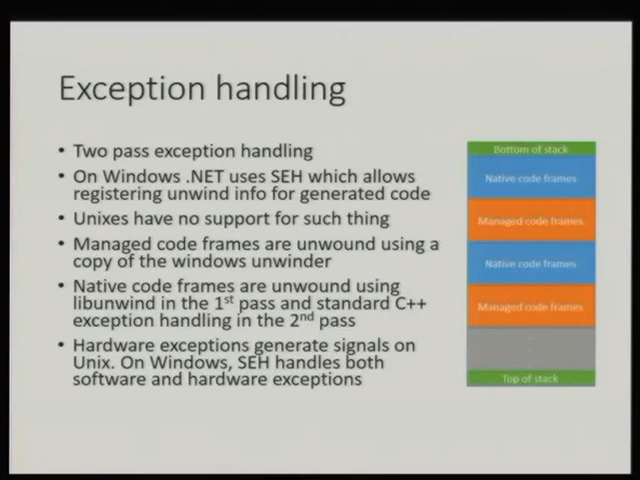 Exception handling
• Two pass exception handling
• On Windows .NET uses SEH which allows
registering unwind info for generated code
• Unixes have no support for such thing
• Managed code frames are unwound using a
copy of the windows unwinder
• Native code frames are unwound using
libunwind in the 1st pass and standard C++
exception handling in the 2nd pass
• Hardware exceptions generate signals on
Unix. On Windows, SEH handles both
software and hardware exceptions
Bottom of stack
Native code frames
Managed code frames
Native code frames
Managed code frames
Top of stack